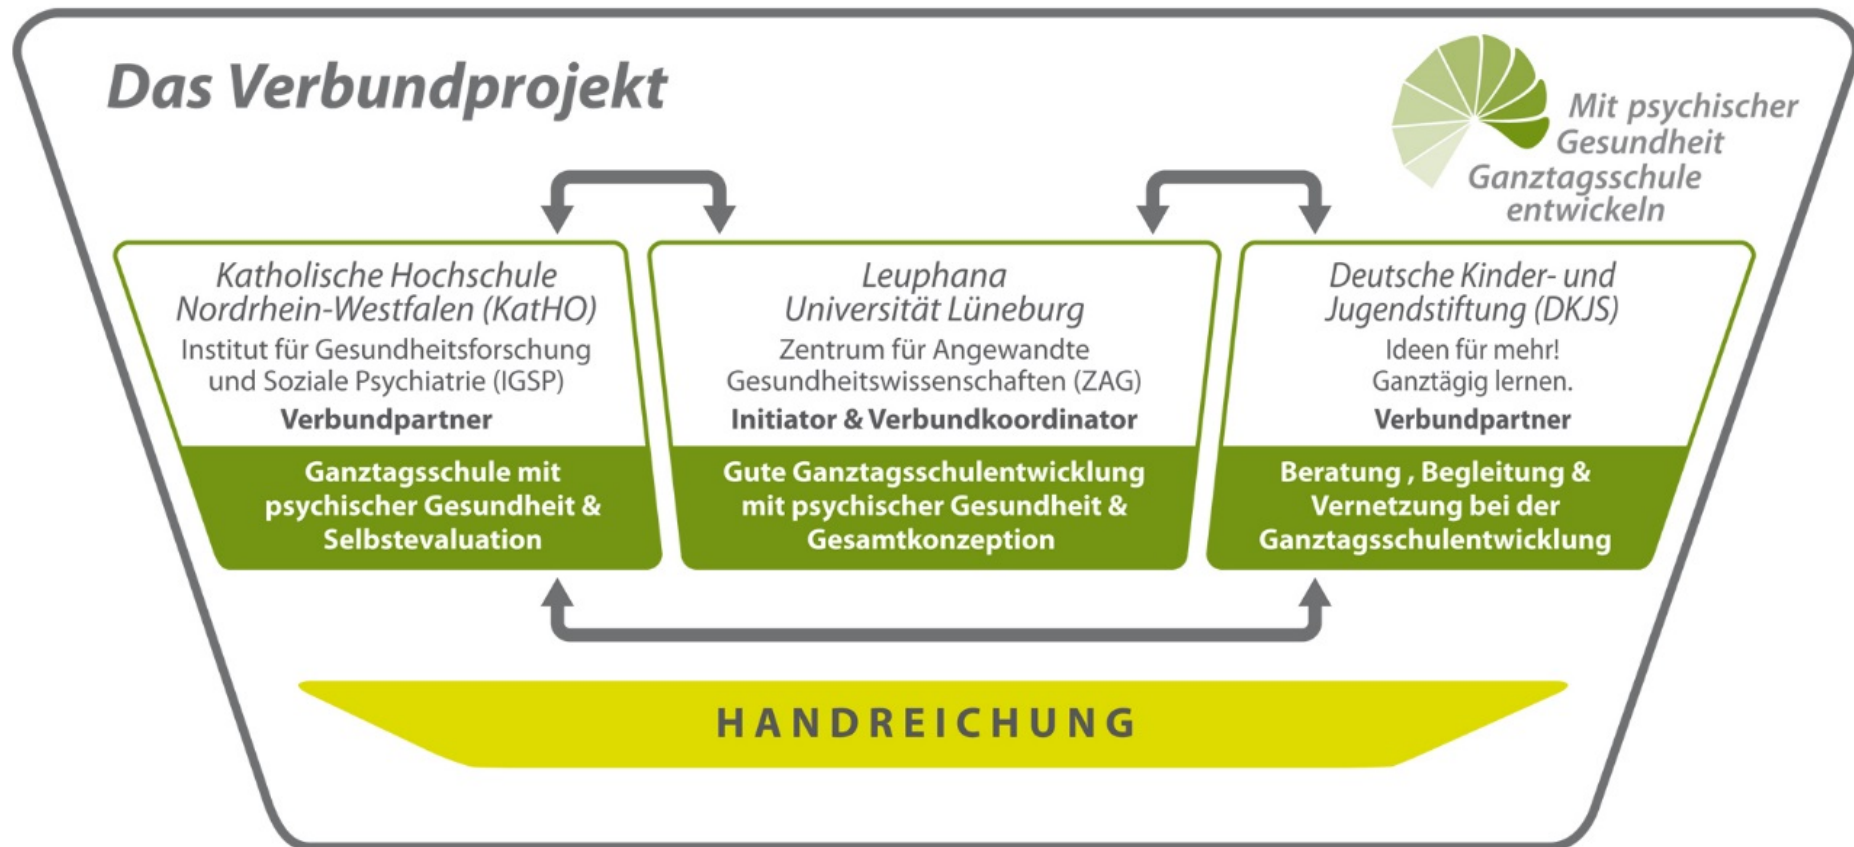 Das Verbundprojekt
Mit psychischer
Gesundheit
Ganztagsschule
entwickeln
Katholische Hochschule
Nordrhein-Westfalen (KatHO)
Institut für Gesundheitsforschung
und Soziale Psychiatrie (IGSP)
Verbundpartner
Ganztagsschule mit
psychischer Gesundheit &
Selbstevaluation
Leuphana
Universität Lüneburg
Zentrum für Angewandte
Gesundheitswissenschaften (ZAG)
Initiator & Verbundkoordinator
Gute Ganztagsschulentwicklung
mit psychischer Gesundheit &
Gesamtkonzeption
Deutsche Kinder- und
Jugendstiftung (DKJS)
Ideen für mehr!
Ganztägig lernen.
Verbundpartner
Beratung , Begleitung &
Vernetzung bei der
Ganztagsschulentwicklung
HANDREICHUNG